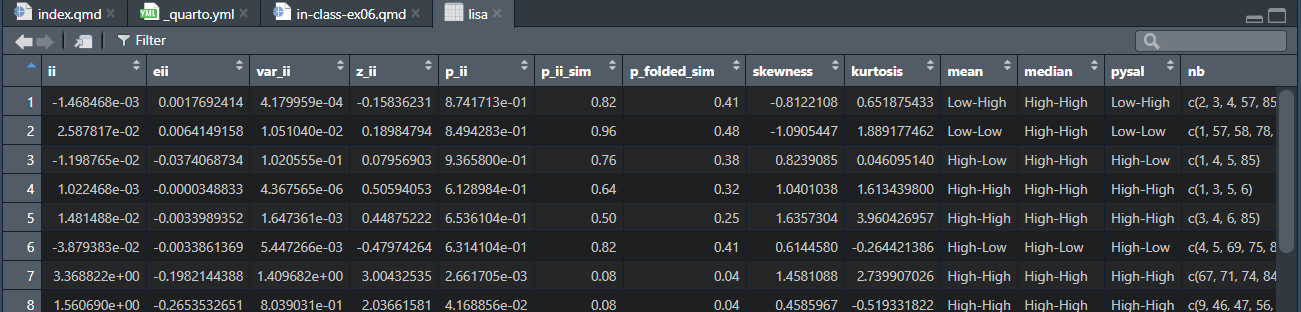 index.qmd × _quarto.yml × in-class-ex06.qmd × lisa ×
Filter
ii eii var_ii z_ii p_ii p_ii_sim p_folded_sim skewness kurtosis mean median pysal nb
1 -1.468468e-03 0.0017692414 4.179959e-04 -0.15836231 8.741713e-01 0.82 0.41 -0.8122108 0.651875433 Low-High High-High Low-High c(2, 3, 4, 57, 85
2 2.587817e-02 0.0064149158 1.051040e-02 0.18984794 8.494283e-01 0.96 0.48 -1.0905447 1.889177462 Low-Low High-High Low-Low c(1, 57, 58, 78,
3 -1.198765e-02 -0.0374068734 1.020555e-01 0.07956903 9.365800e-01 0.76 0.38 0.8239085 0.046095140 High-Low High-High High-Low c(1, 4, 5, 85)
4 1.022468e-03 -0.0000348833 4.367565e-06 0.50594053 6.128984e-01 0.64 0.32 1.0401038 1.613439800 High-High High-High High-High c(1, 3, 5, 6)
5 1.481488e-02 -0.0033989352 1.647361e-03 0.44875222 6.536104e-01 0.50 0.25 1.6357304 3.960426957 High-High High-High High-High c(3, 4, 6, 85)
6 -3.879383e-02 -0.0033861369 5.447266e-03 -0.47974264 6.314104e-01 0.82 0.41 0.6144580 -0.264421386 High-Low High-Low High-Low c(4, 5, 69, 75, 8
7 3.368822e+00 -0.1982144388 1.409682e+00 3.00432535 2.661705e-03 0.08 0.04 1.4581088 2.739907026 High-High High-High High-High c(67, 71, 74, 84
8 1.560690e+00 -0.2653532651 8.039031e-01 2.03661581 4.168856e-02 0.08 0.04 0.4585967 -0.519331822 High-High High-High High-High c(9, 46, 47, 56,